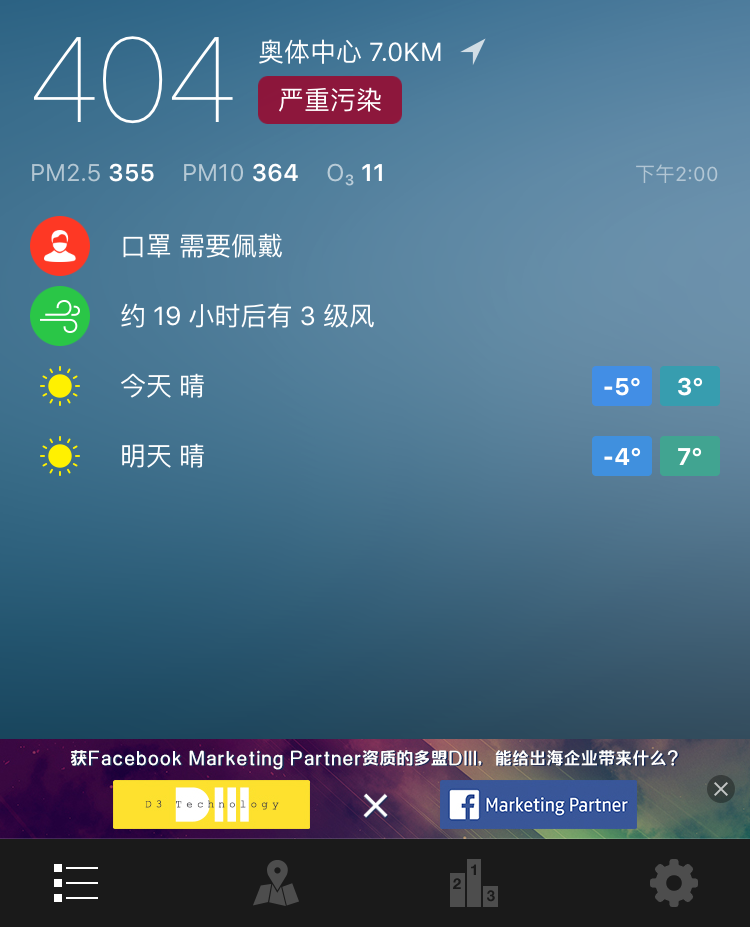 404
奥体中心 7.0KM
严重污染
PM2.5 355 PM10 364 O₃ 11 下午2:00
口罩 需要佩戴
约 19 小时后有 3 级风
今天 晴 -5° 3°
明天 晴 -4° 7°
获Facebook Marketing Partner资质的多盟DIII，能给出海企业带来什么？
D3 Technology DIII × f Marketing Partner
2 1 3